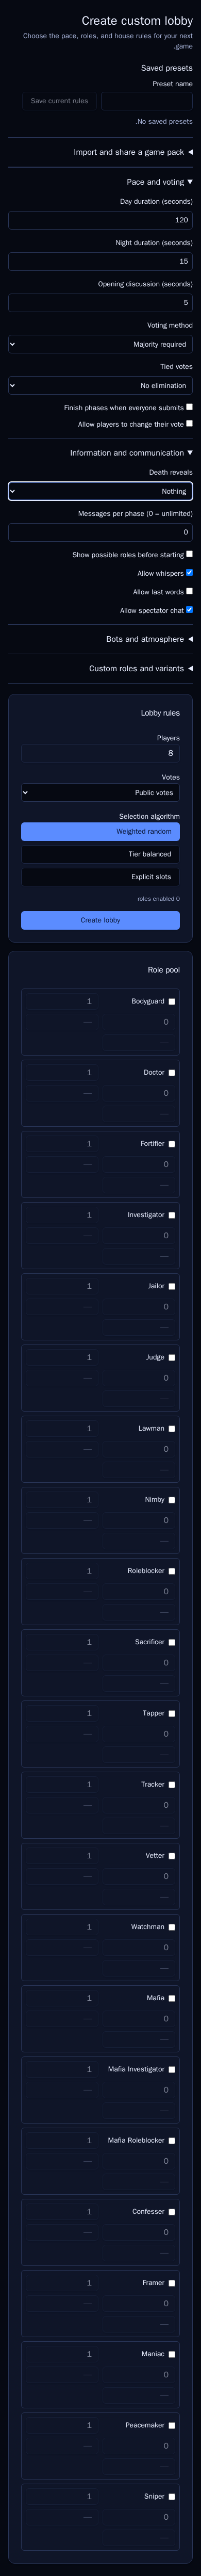 Create custom lobby
Choose the pace, roles, and house rules for your next
game.
Saved presets
Preset name
Save current rules
No saved presets.
Import and share a game pack
Pace and voting
Day duration (seconds)
120
Night duration (seconds)
15
Opening discussion (seconds)
5
Voting method
Majority required
Tied votes
No elimination
Finish phases when everyone submits
Allow players to change their vote
Information and communication
Death reveals
Nothing
Messages per phase (0 = unlimited)
0
Show possible roles before starting
Allow whispers
Allow last words
Allow spectator chat
Bots and atmosphere
Custom roles and variants
Lobby rules
Players
8
Votes
Public votes
Selection algorithm
Weighted random
Tier balanced
Explicit slots
roles enabled 0
Create lobby
Role pool
Bodyguard 1
0 —
—
Doctor 1
0 —
—
Fortifier 1
0 —
—
Investigator 1
0 —
—
Jailor 1
0 —
—
Judge 1
0 —
—
Lawman 1
0 —
—
Nimby 1
0 —
—
Roleblocker 1
0 —
—
Sacrificer 1
0 —
—
Tapper 1
0 —
—
Tracker 1
0 —
—
Vetter 1
0 —
—
Watchman 1
0 —
—
Mafia 1
0 —
—
Mafia Investigator 1
0 —
—
Mafia Roleblocker 1
0 —
—
Confesser 1
0 —
—
Framer 1
0 —
—
Maniac 1
0 —
—
Peacemaker 1
0 —
—
Sniper 1
0 —
—